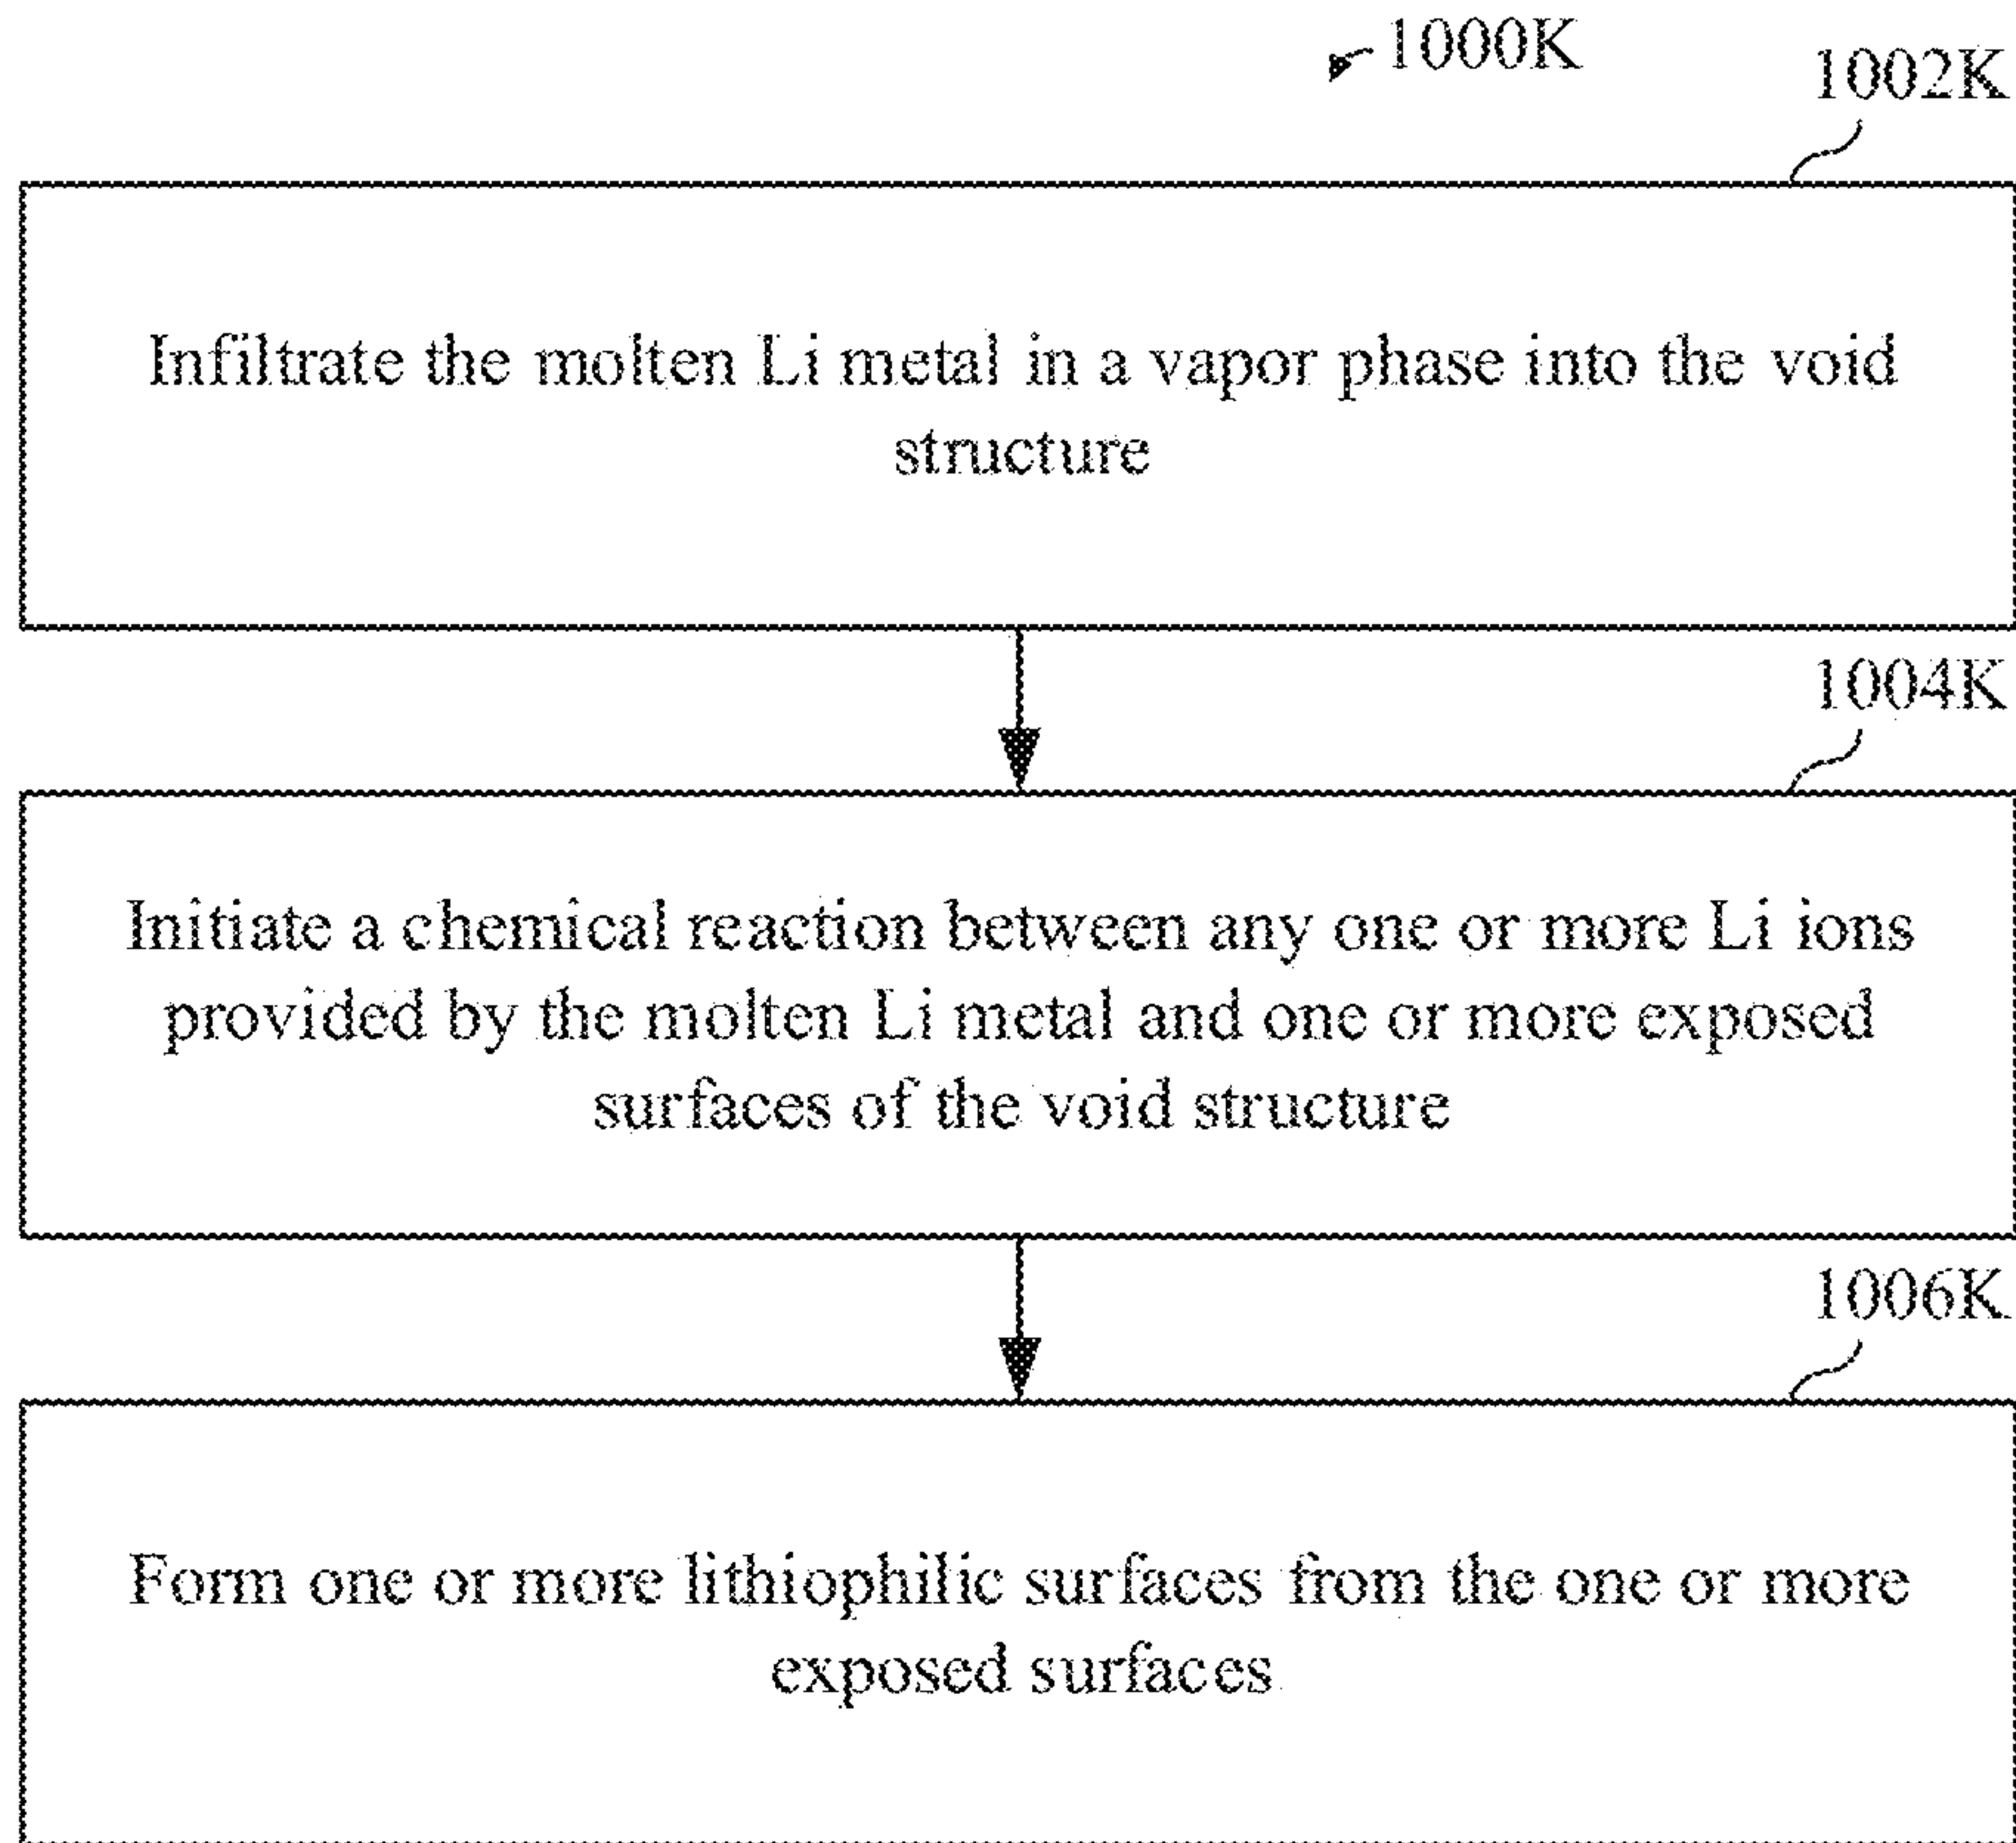 1000K
1002K
Infiltrate the molten Li metal in a vapor phase into the void
structure
1004K
Initiate a chemical reaction between any one or more Li ions
provided by the molten Li metal and one or more exposed
surfaces of the void structure
1006K
Form one or more lithiophilic surfaces from the one or more
exposed surfaces